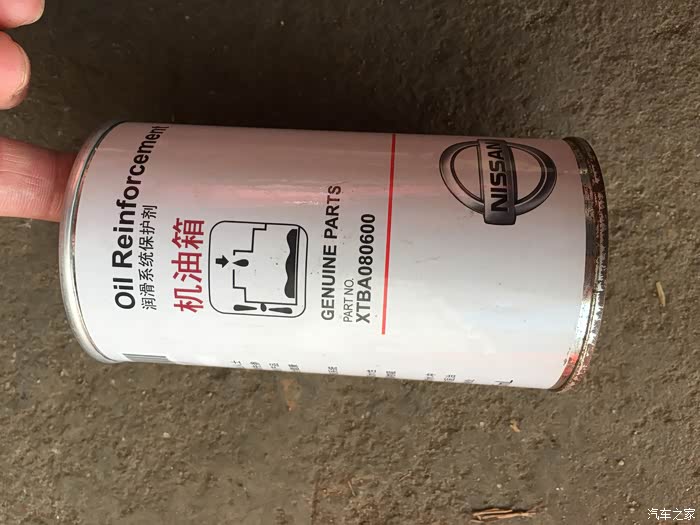 NISSAN
GENUINE PARTS
PART NO.
XTBA080600
机油箱
润滑系统保护剂
Oil Reinforcement
汽车之家